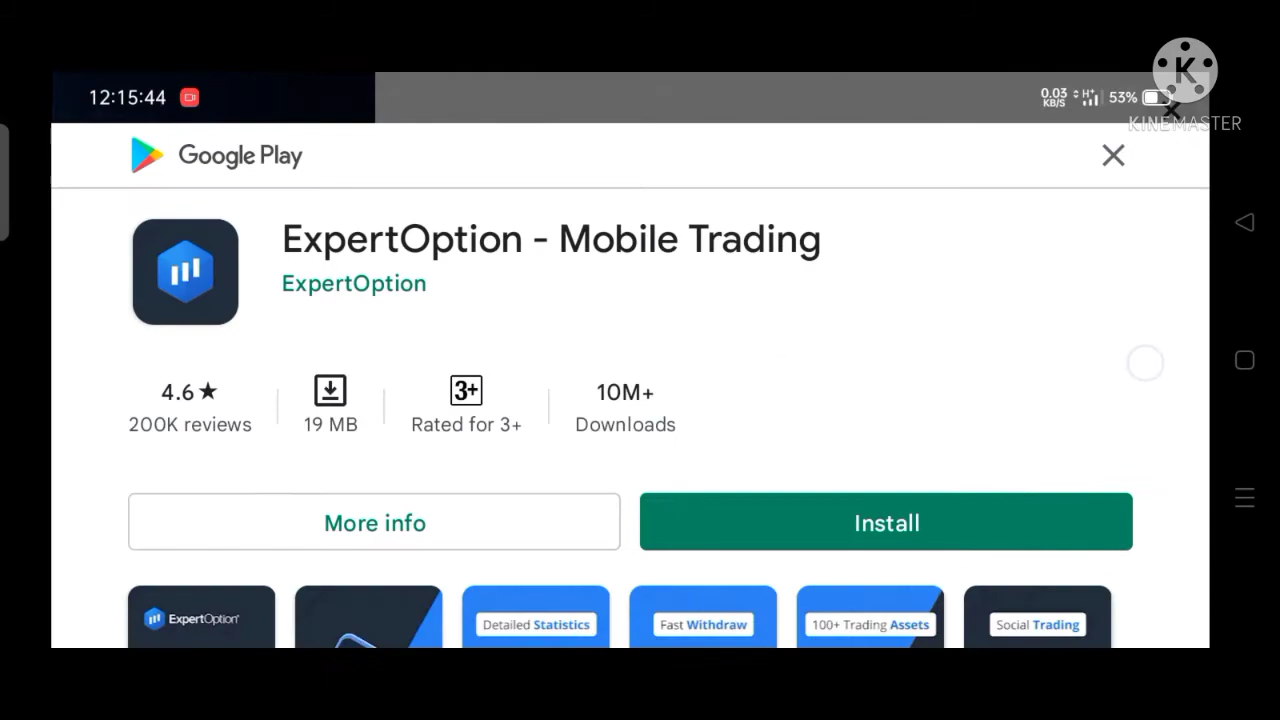 12:15:44
0.03 KB/S
H+
53%
K
KINEMASTER
Google Play
ExpertOption - Mobile Trading
ExpertOption
4.6★
200K reviews
19 MB
3+
Rated for 3+
10M+
Downloads
More info
Install
ExpertOption
Detailed Statistics
Fast Withdraw
100+ Trading Assets
Social Trading